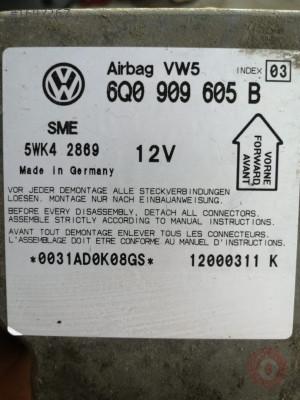 Airbag VW5 INDEX 03
6Q0 909 605 B
SME
5WK4 2869 12V
Made in Germany
VORNE
FORWARD
AVANT
VOR JEDER DEMONTAGE ALLE STECKVERBINDUNGEN
LOESEN. MONTAGE NUR NACH EINBAUANWEISUNG.
BEFORE EVERY DISASSEMBLY, DETACH ALL CONNECTORS.
ASSEMBLE STRICTLY ACCORDING TO MANUAL OF INSTRUCTIONS.
AVANT TOUT DEMONTAGE ENLEVER TOUS LES CONNECTEURS.
L'ASSEMBLAGE DOIT ETRE CONFORME AU MANUEL D'INSTRUCTIONS.
*0031AD0K08GS* 12000311 K